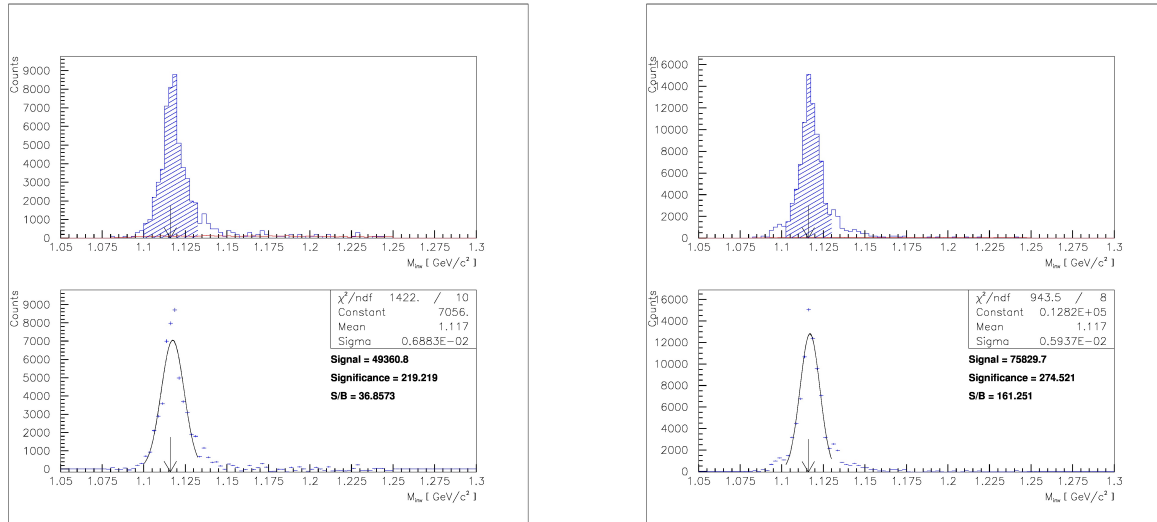 Counts
9000
8000
7000
6000
5000
4000
3000
2000
1000
0
1.05 1.075 1.1 1.125 1.15 1.175 1.2 1.225 1.25 1.275 1.3
M_inv [ GeV/c² ]
Counts
9000
8000
7000
6000
5000
4000
3000
2000
1000
0
χ²/ndf 1422. / 10
Constant 7056.
Mean 1.117
Sigma 0.6883E-02
Signal = 49360.8
Significance = 219.219
S/B = 36.8573
1.05 1.075 1.1 1.125 1.15 1.175 1.2 1.225 1.25 1.275 1.3
M_inv [ GeV/c² ]
Counts
16000
14000
12000
10000
8000
6000
4000
2000
0
1.05 1.075 1.1 1.125 1.15 1.175 1.2 1.225 1.25 1.275 1.3
M_inv [ GeV/c² ]
Counts
16000
14000
12000
10000
8000
6000
4000
2000
0
χ²/ndf 943.5 / 8
Constant 0.1282E+05
Mean 1.117
Sigma 0.5937E-02
Signal = 75829.7
Significance = 274.521
S/B = 161.251
1.05 1.075 1.1 1.125 1.15 1.175 1.2 1.225 1.25 1.275 1.3
M_inv [ GeV/c² ]